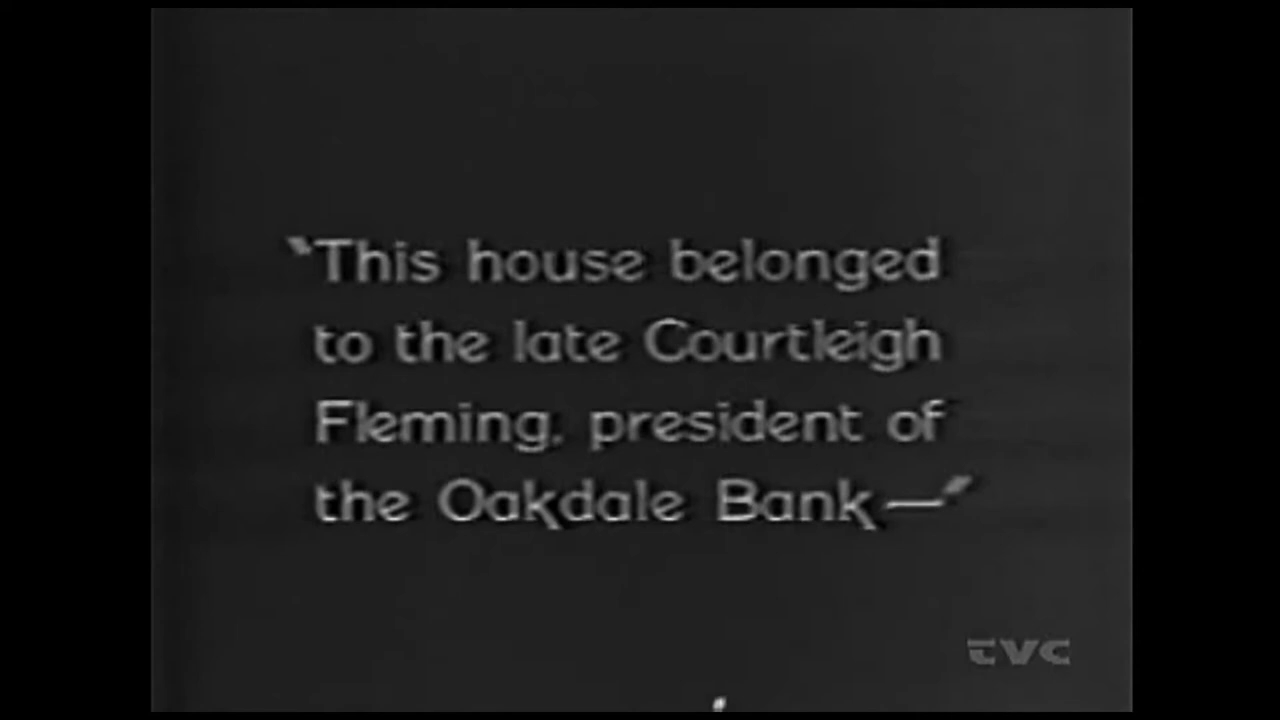 "This house belonged
to the late Courtleigh
Fleming, president of
the Oakdale Bank—"
tvc